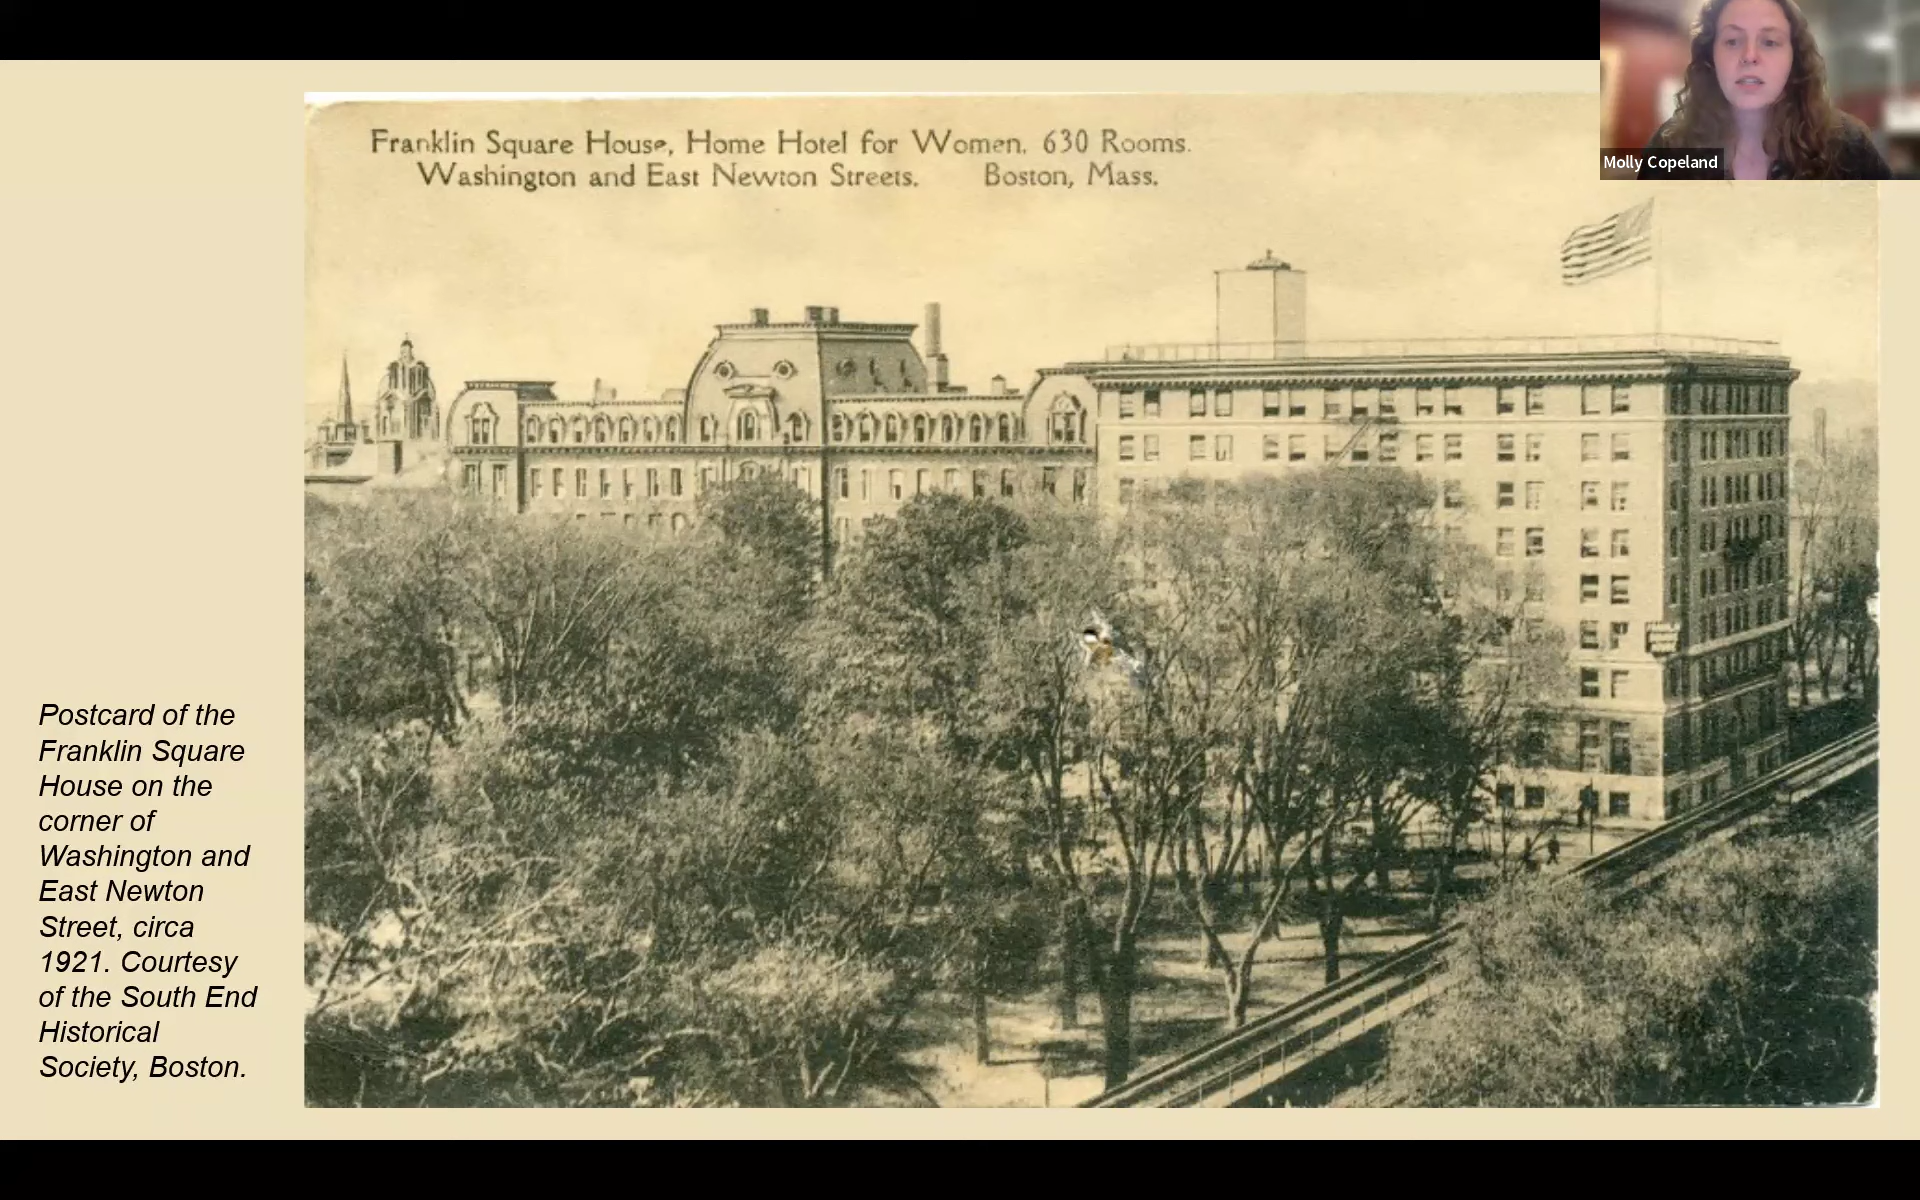 Molly Copeland
Franklin Square House, Home Hotel for Women, 630 Rooms.
Washington and East Newton Streets. Boston, Mass.
Postcard of the
Franklin Square
House on the
corner of
Washington and
East Newton
Street, circa
1921. Courtesy
of the South End
Historical
Society, Boston.